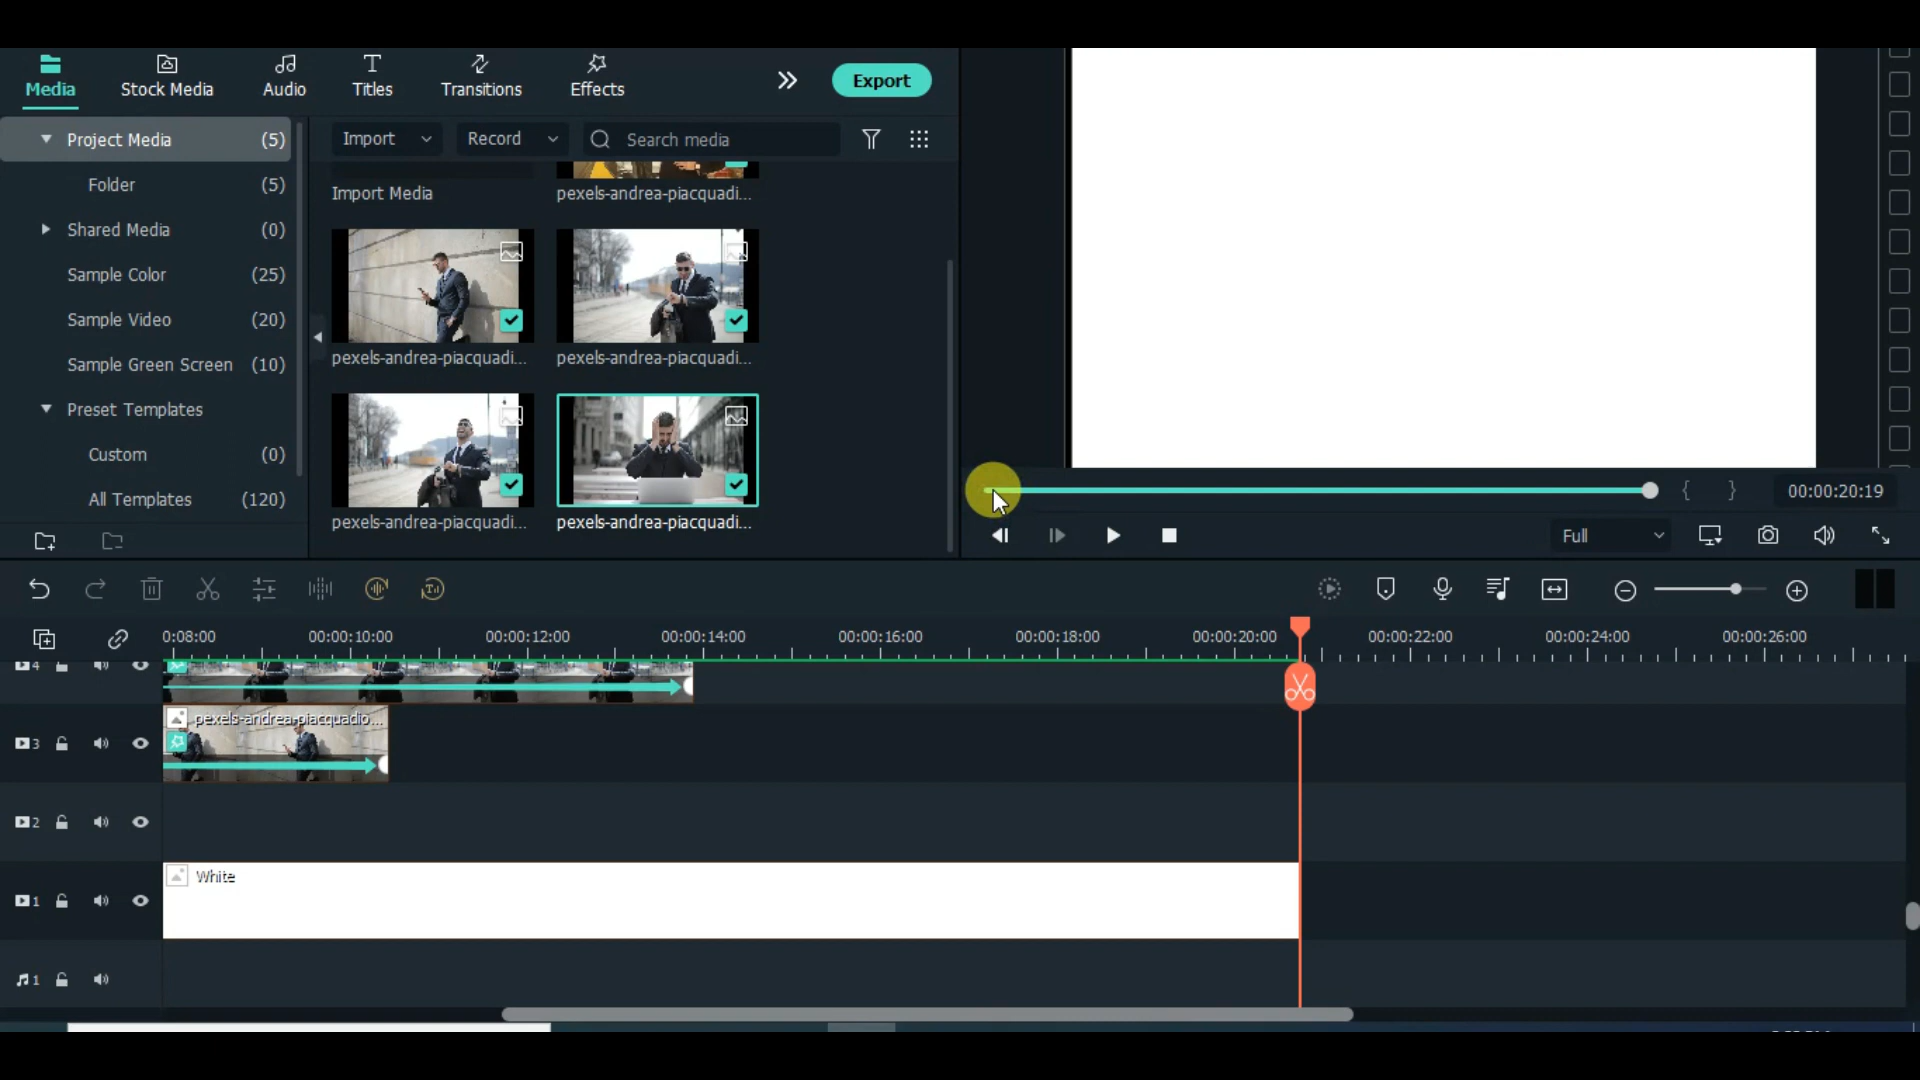 Media
Stock Media
Audio
Titles
Transitions
Effects
Export
Project Media (5)
Folder (5)
Shared Media (0)
Sample Color (25)
Sample Video (20)
Sample Green Screen (10)
Preset Templates
Custom (0)
All Templates (120)
Import
Record
Search media
Import Media
pexels-andrea-piacquadi...
pexels-andrea-piacquadi...
pexels-andrea-piacquadi...
pexels-andrea-piacquadi...
pexels-andrea-piacquadi...
{ } 00:00:20:19
Full
0:08:00 00:00:10:00 00:00:12:00 00:00:14:00 00:00:16:00 00:00:18:00 00:00:20:00 00:00:22:00 00:00:24:00 00:00:26:00
4
3
pexels-andrea-piacquadio...
2
1
White
1